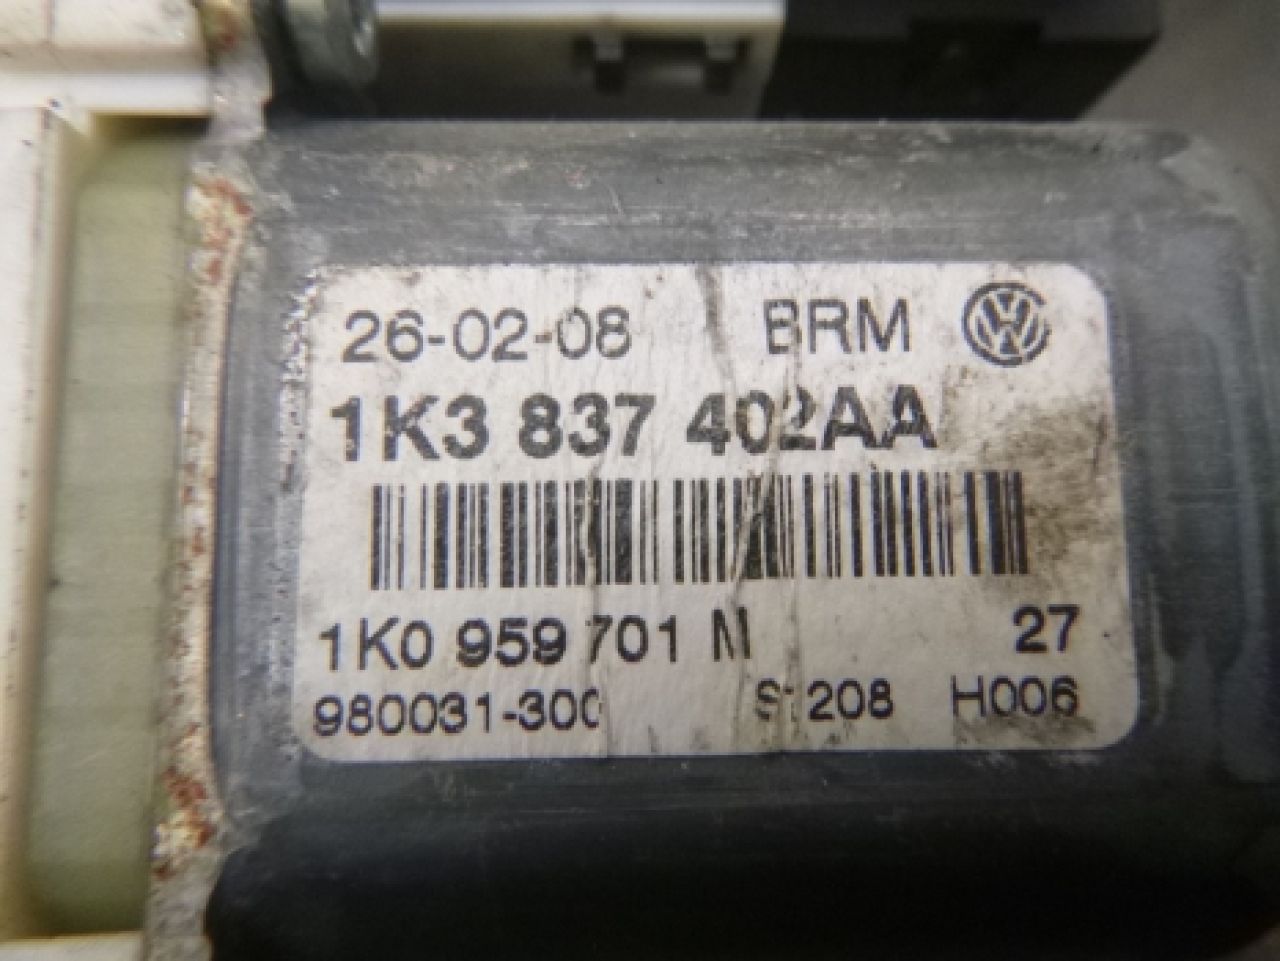 26-02-08 BRM
1K3 837 402AA
1K0 959 701 M 27
980031-300 208 H006